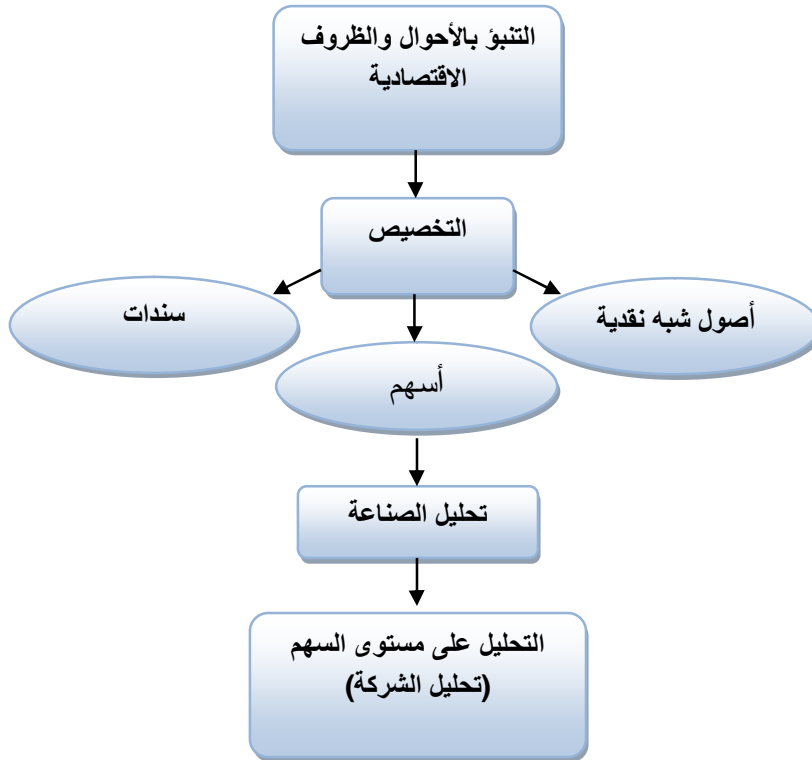 التنبؤ بالأحوال والظروف
الاقتصادية
التخصيص
أصول شبه نقدية
سندات
أسهم
تحليل الصناعة
التحليل على مستوى السهم
(تحليل الشركة)